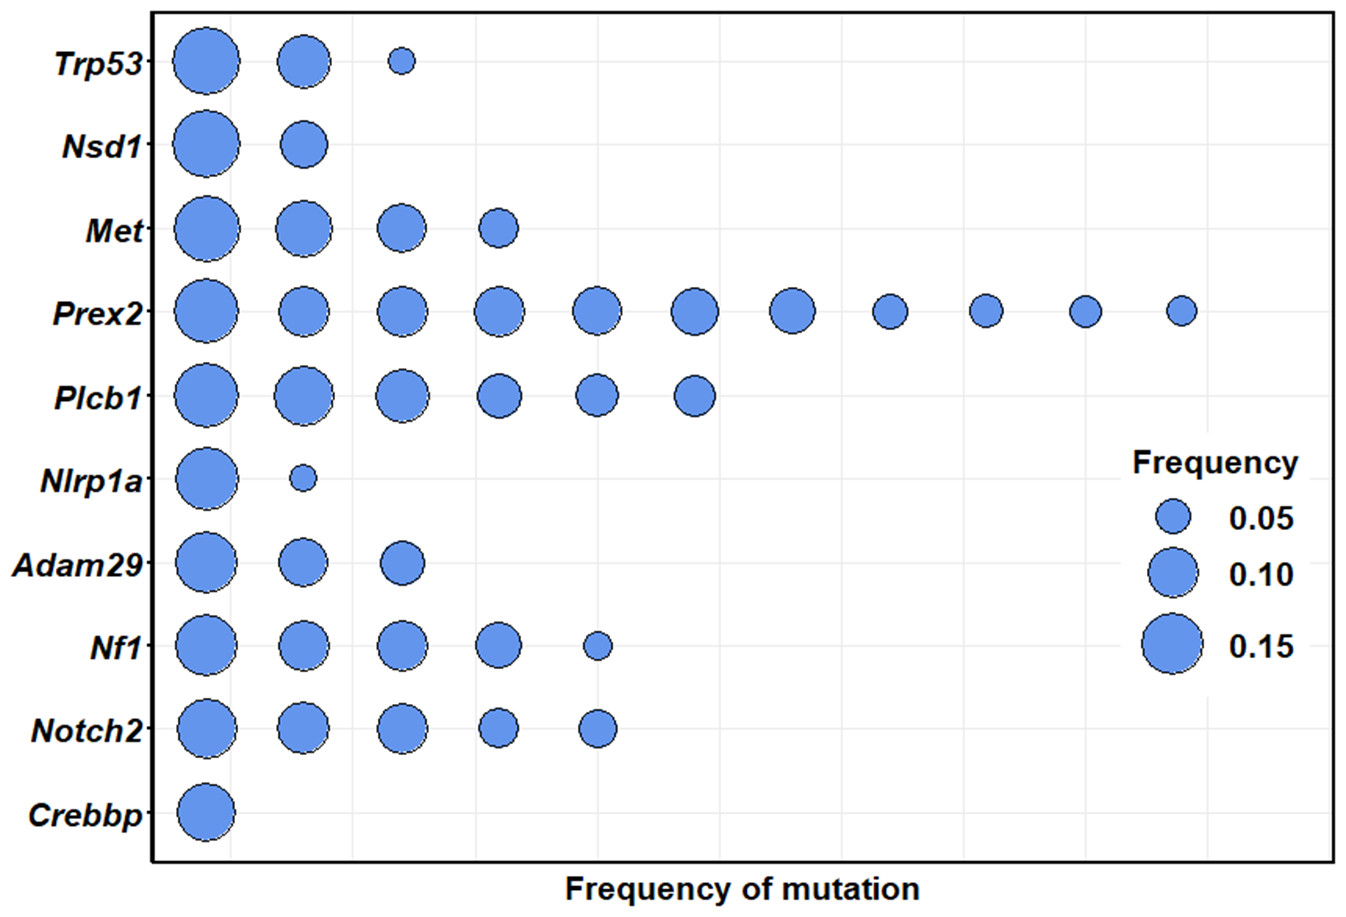 Trp53
Nsd1
Met
Prex2
Plcb1
Nlrp1a
Adam29
Nf1
Notch2
Crebbp
Frequency
0.05
0.10
0.15
Frequency of mutation